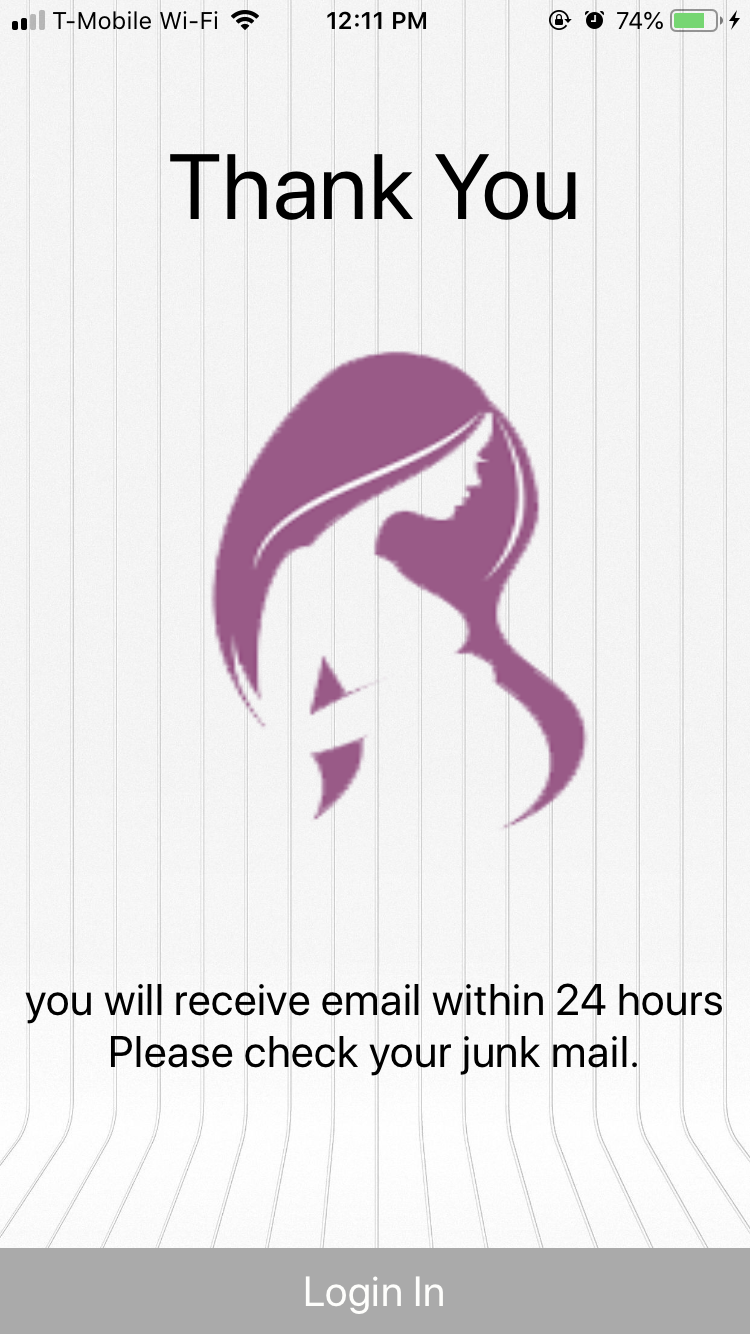 T-Mobile Wi-Fi 12:11 PM 74%
Thank You
you will receive email within 24 hours
Please check your junk mail.
Login In